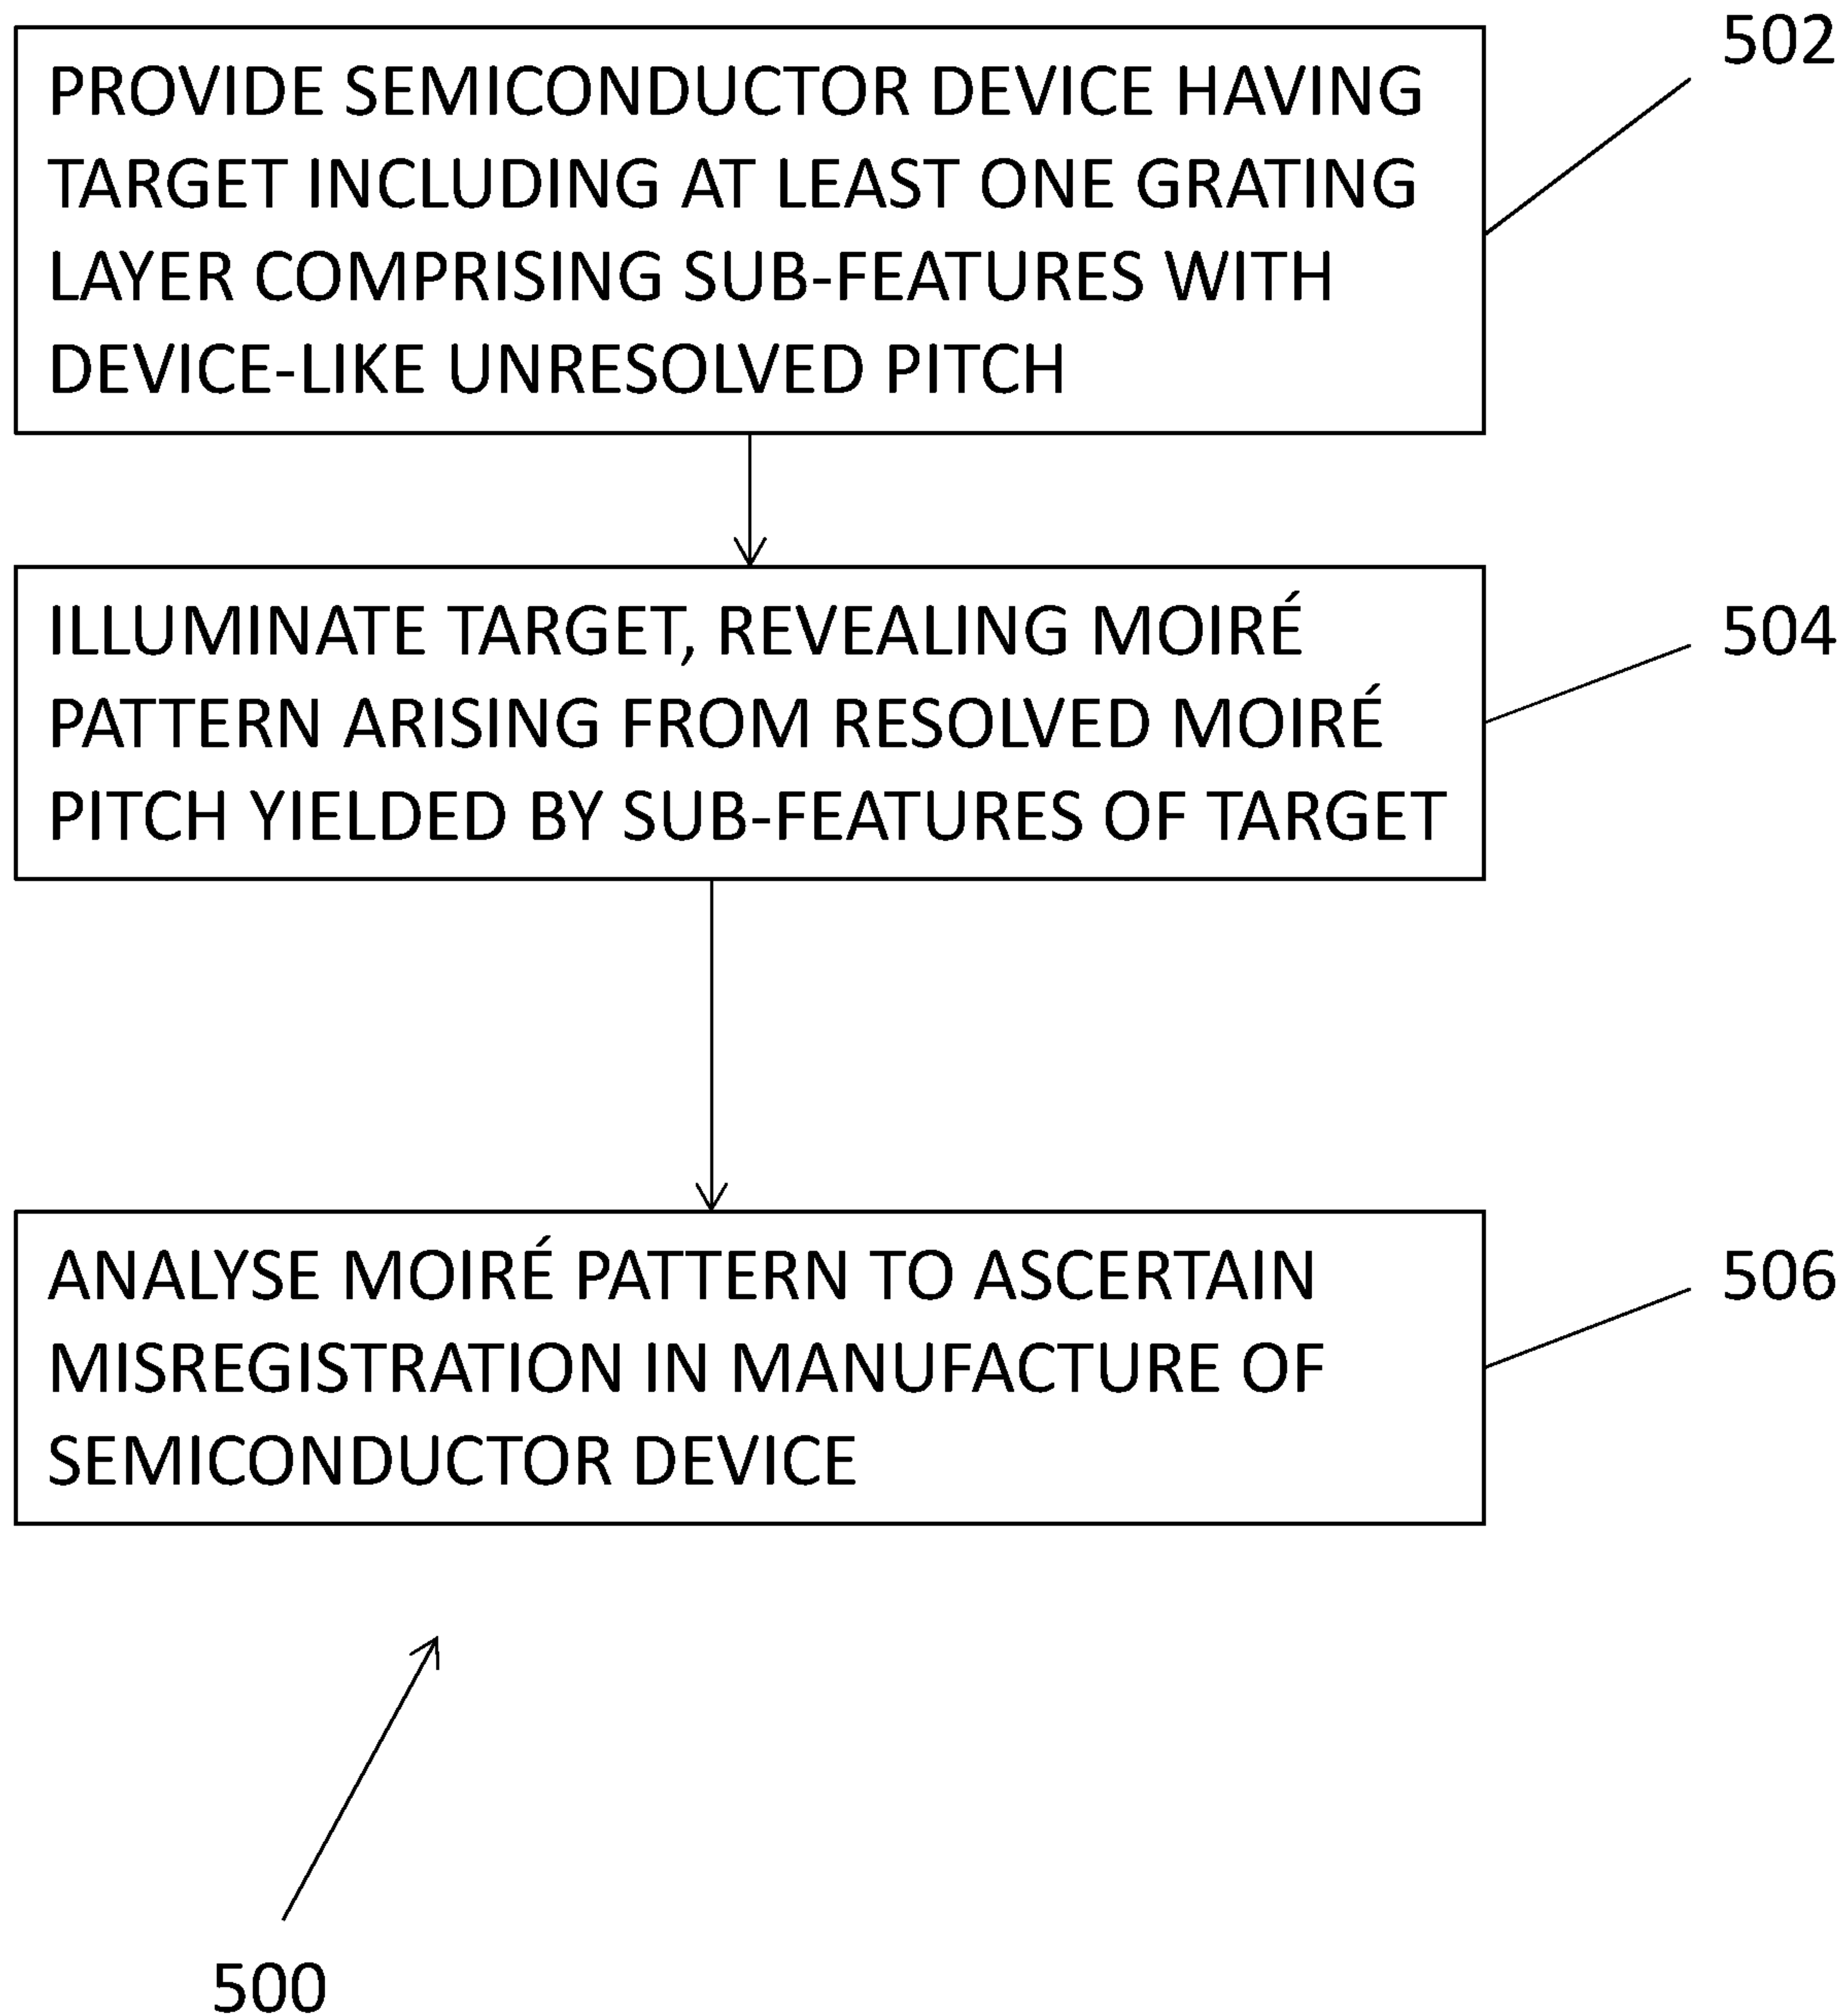 502
PROVIDE SEMICONDUCTOR DEVICE HAVING
TARGET INCLUDING AT LEAST ONE GRATING
LAYER COMPRISING SUB-FEATURES WITH
DEVICE-LIKE UNRESOLVED PITCH
504
ILLUMINATE TARGET, REVEALING MOIRÉ
PATTERN ARISING FROM RESOLVED MOIRÉ
PITCH YIELDED BY SUB-FEATURES OF TARGET
506
ANALYSE MOIRÉ PATTERN TO ASCERTAIN
MISREGISTRATION IN MANUFACTURE OF
SEMICONDUCTOR DEVICE
500